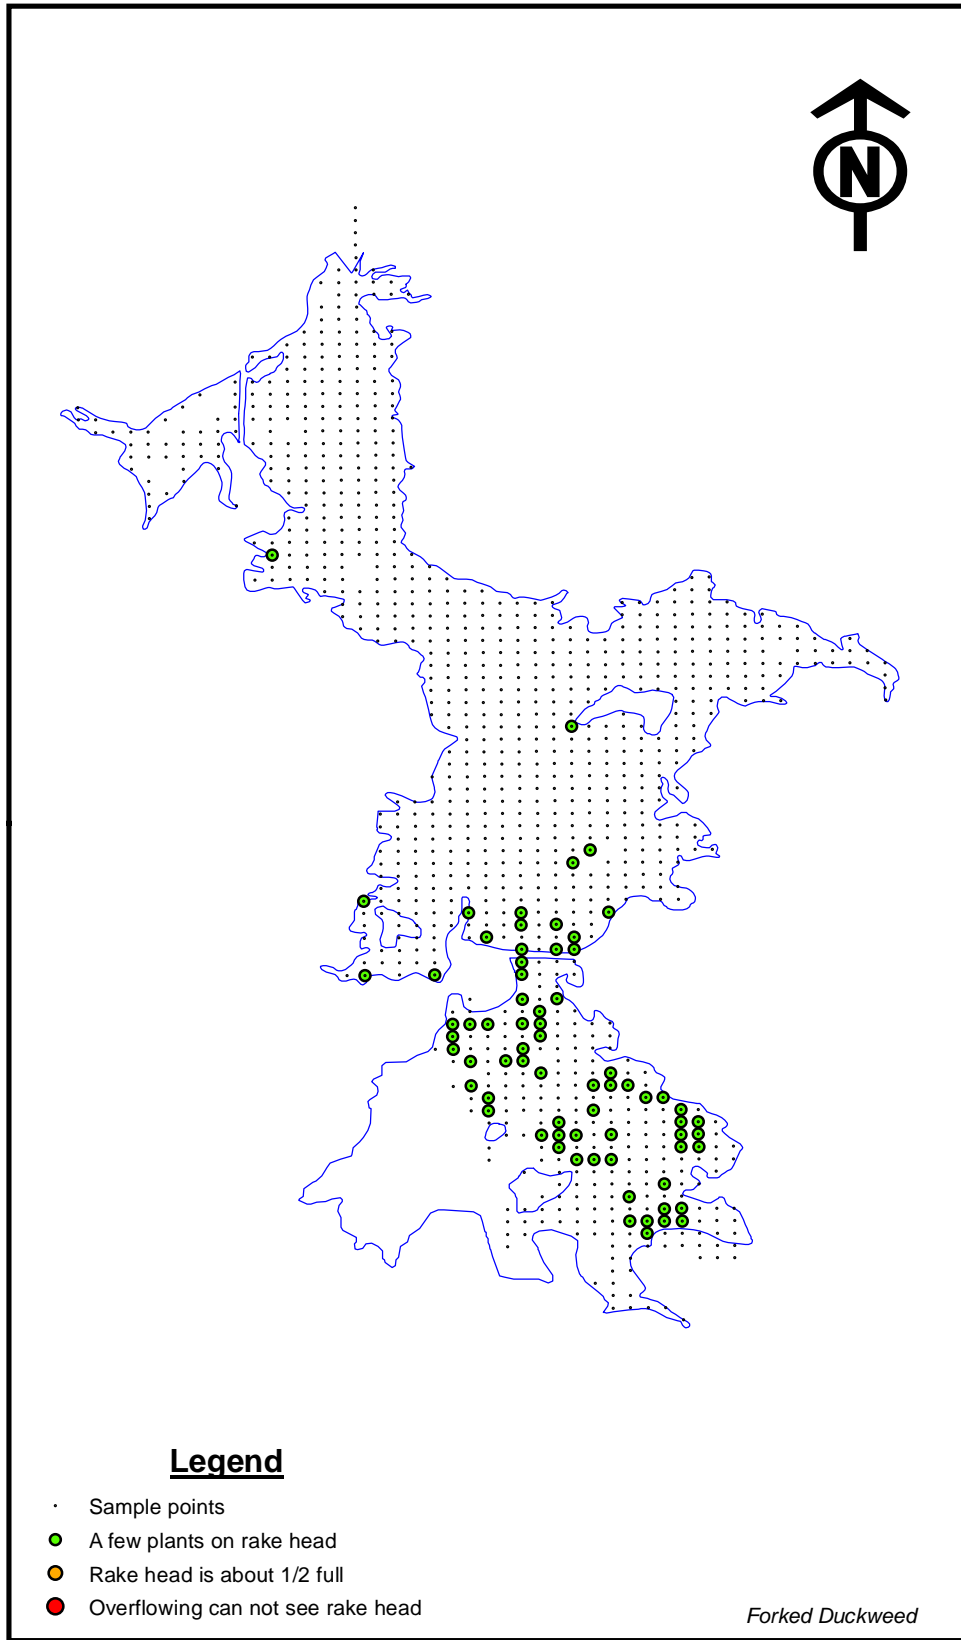 N
Legend
Sample points
A few plants on rake head
Rake head is about 1/2 full
Overflowing can not see rake head
Forked Duckweed